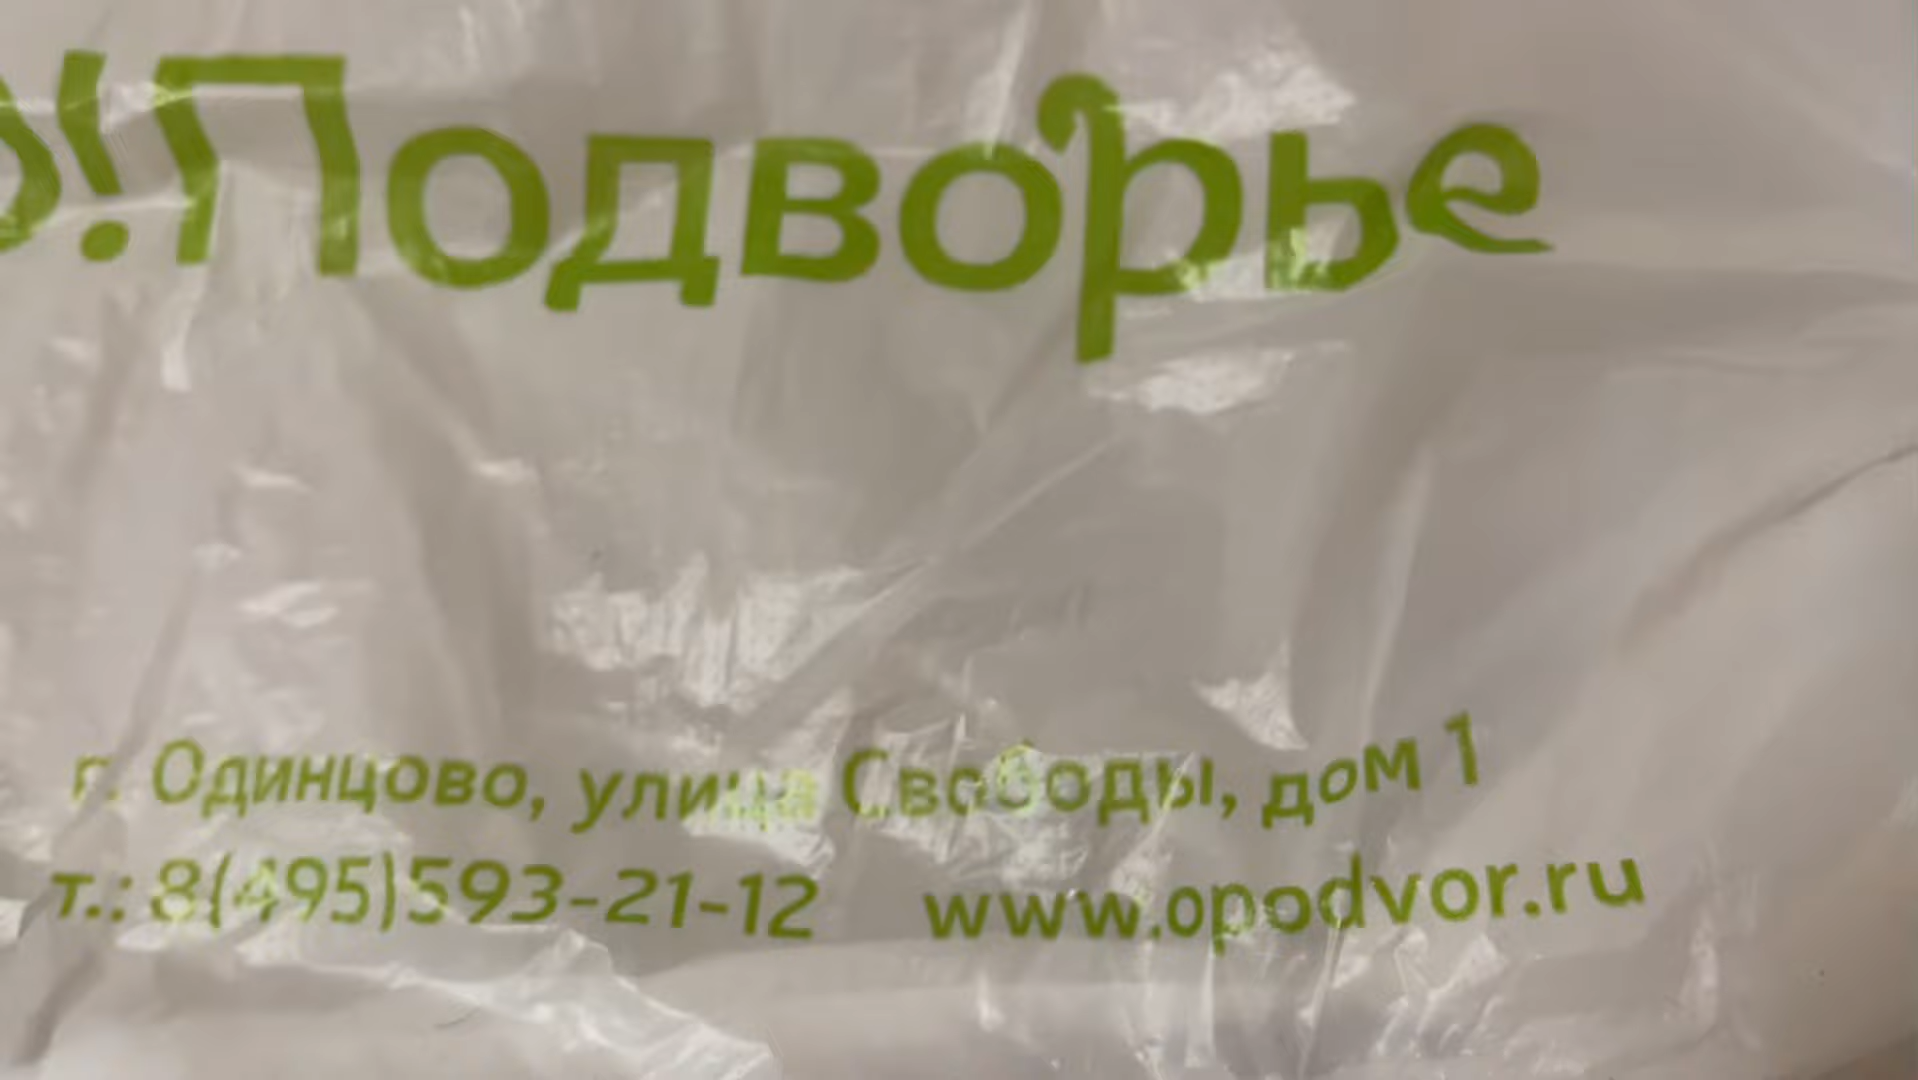 О!Подворье
г. Одинцово, улица Свободы, дом 1
т.: 8(495)593-21-12 www.opodvor.ru